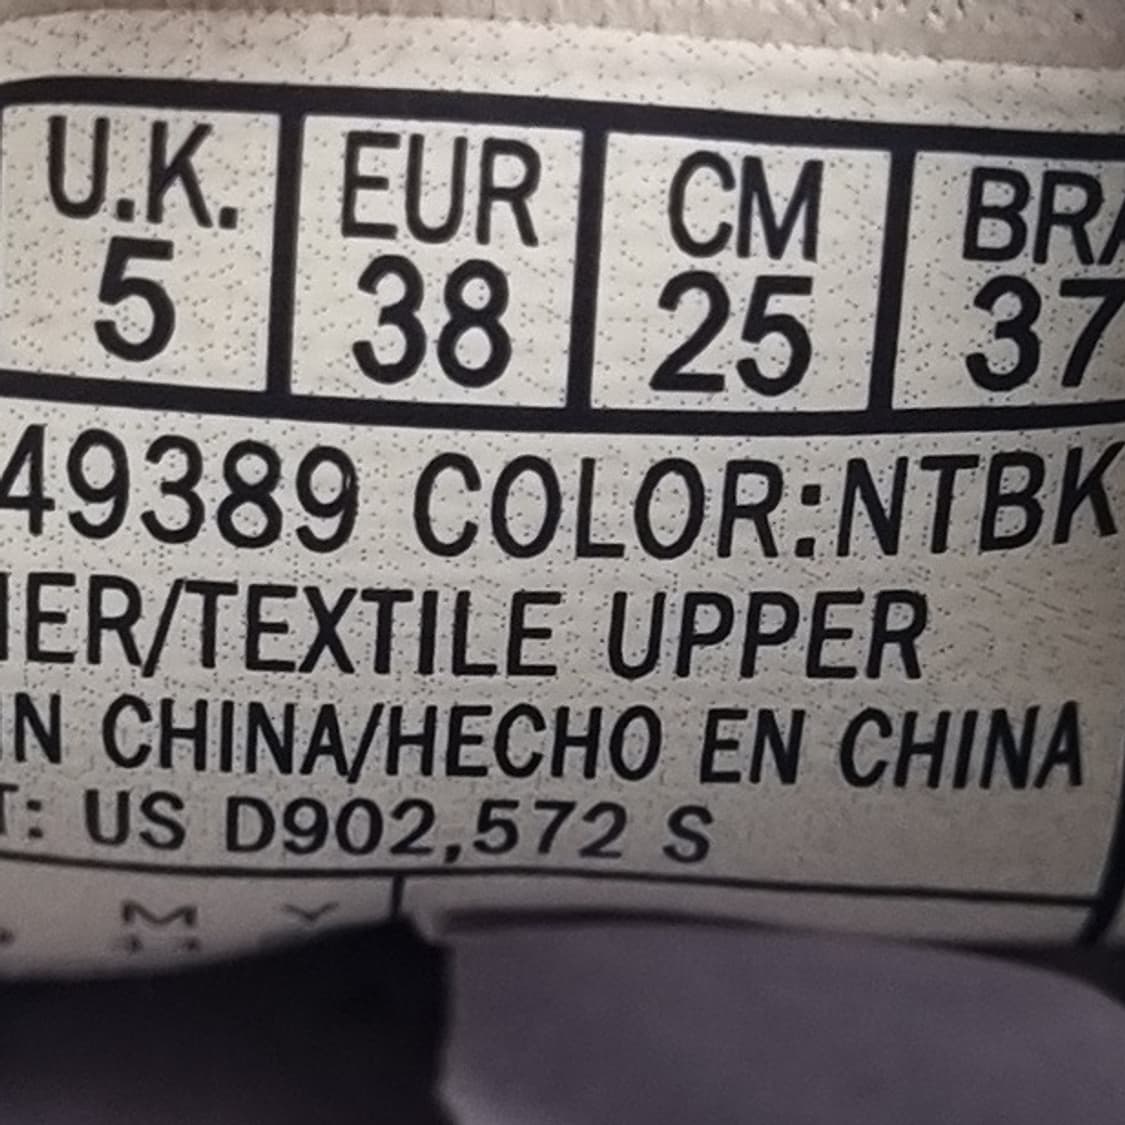 U.K. EUR CM BRA
5 38 25 37
49389 COLOR:NTBK
IER/TEXTILE UPPER
IN CHINA/HECHO EN CHINA
T: US D902,572 S
M Y